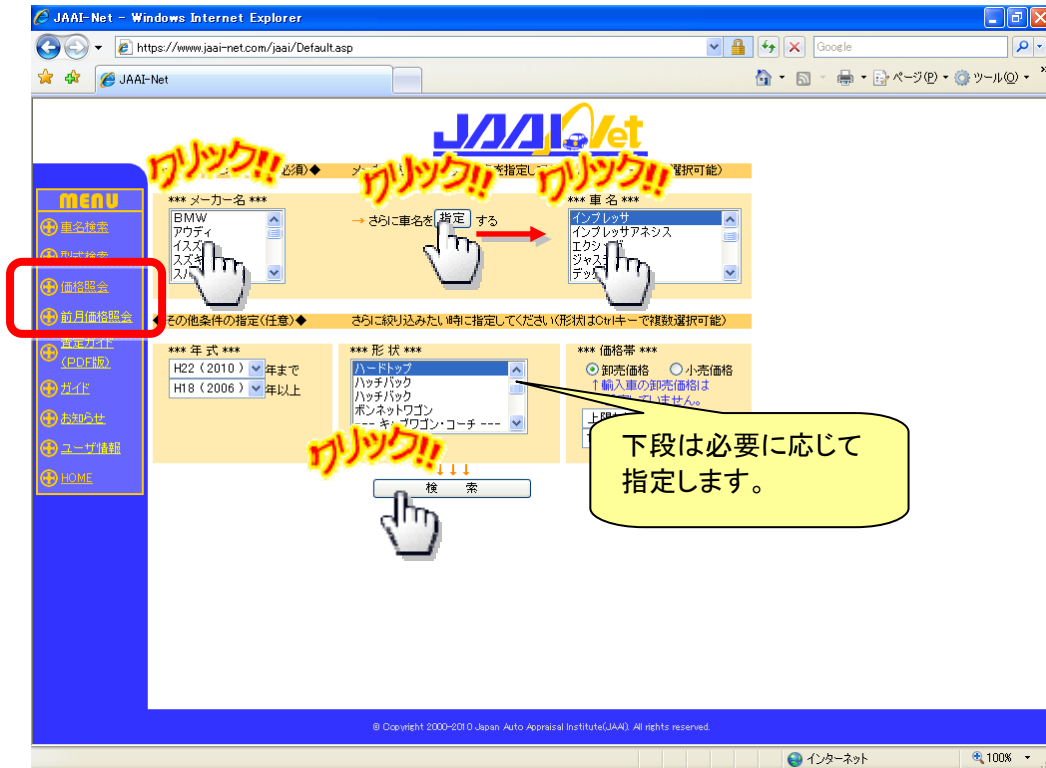 JAAI-Net - Windows Internet Explorer
https://www.jaai-net.com/jaai/Default.asp
Google
JAAI-Net
ページ(P)
ツール(O)
JAAI Net
クリック!!
クリック!!
クリック!!
必須)◆
を指定して
択可能)
MENU
車名検索
型式検索
価格照会
前月価格照会
査定ガイド
(PDF版)
ガイド
お知らせ
ユーザ情報
HOME
*** メーカー名 ***
BMW
アウディ
イスズ
スズキ
→ さらに車名を 指定 する
*** 車 名 ***
インプレッサ
インプレッサアネシス
エクシ
ジャス
デッ
◆その他条件の指定(任意)◆ さらに絞り込みたい時に指定してください(形状はCtrlキーで複数選択可能)
*** 年 式 ***
H22 ( 2010 ) 年まで
H18 ( 2006 ) 年以上
*** 形 状 ***
ハードトップ
ハッチバック
ハッチバック
ボンネットワゴン
--- キャブワゴン・コーチ ---
*** 価格帯 ***
卸売価格 小売価格
↑輸入車の卸売価格は
していません。
上限
下段は必要に応じて
指定します。
クリック!!
↓↓↓
検 索
© Copyright 2000-2010 Japan Auto Appraisal Institute(JAAI). All rights reserved.
インターネット
100%